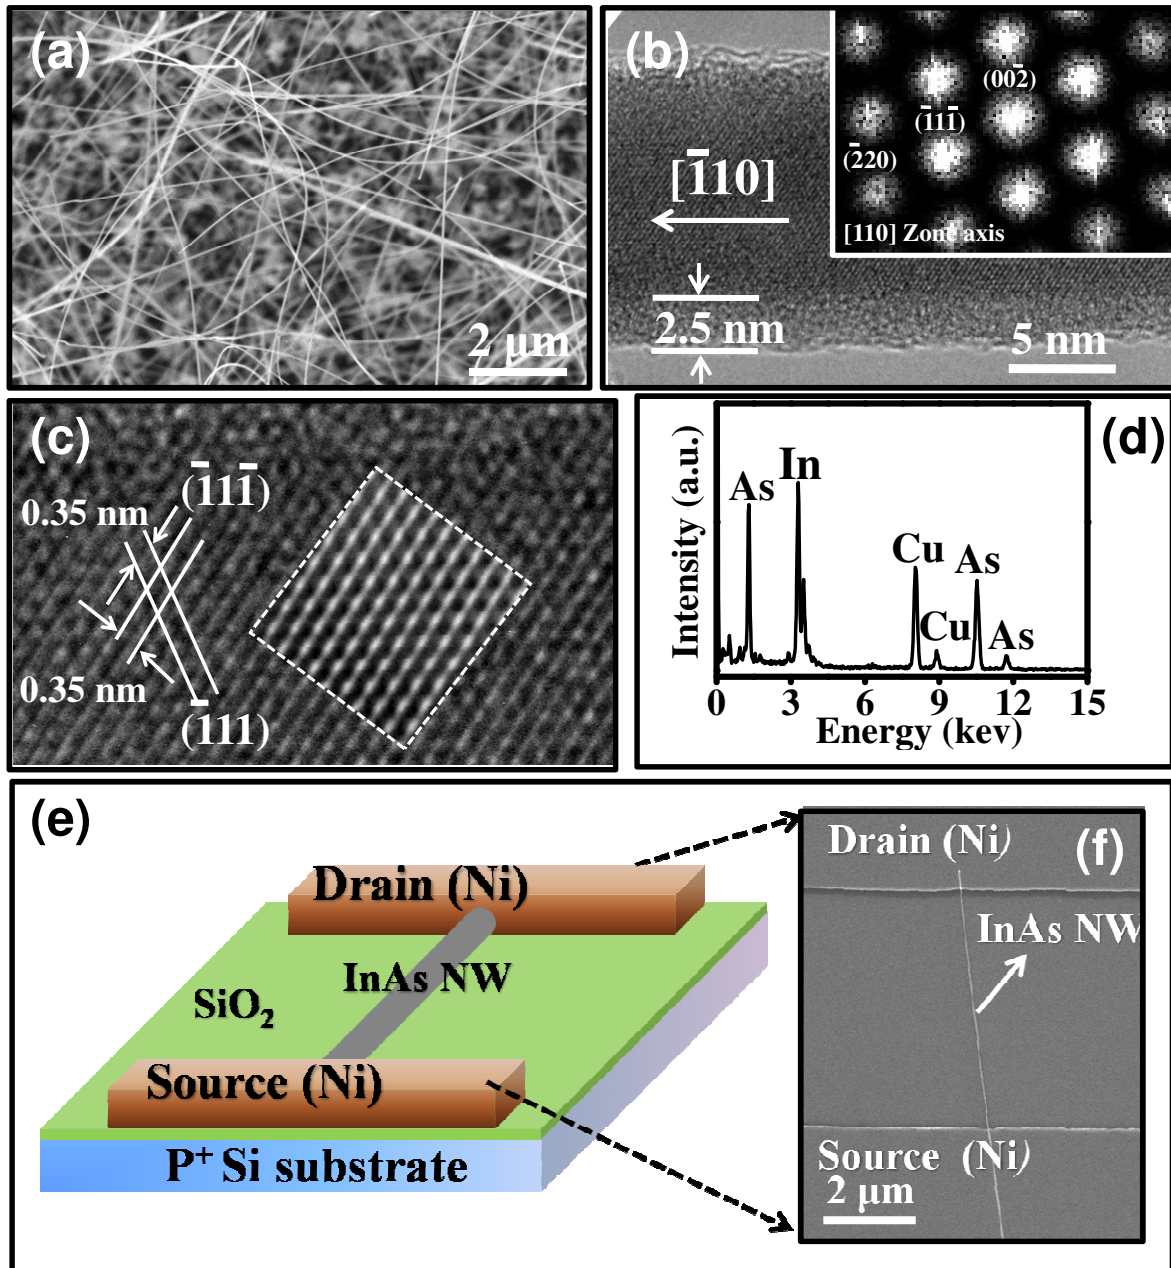 (a)
2 μm
(b)
(002̄)
(1̄11̄)
(2̄20)
[110] Zone axis
[1̄10]
2.5 nm
5 nm
(c)
(1̄11̄)
0.35 nm
0.35 nm
(1̄11)
(d)
Intensity (a.u.)
As
In
Cu
Cu
As
As
0 3 6 9 12 15
Energy (kev)
(e)
Drain (Ni)
InAs NW
SiO₂
Source (Ni)
P⁺ Si substrate
(f)
Drain (Ni)
InAs NW
Source (Ni)
2 μm